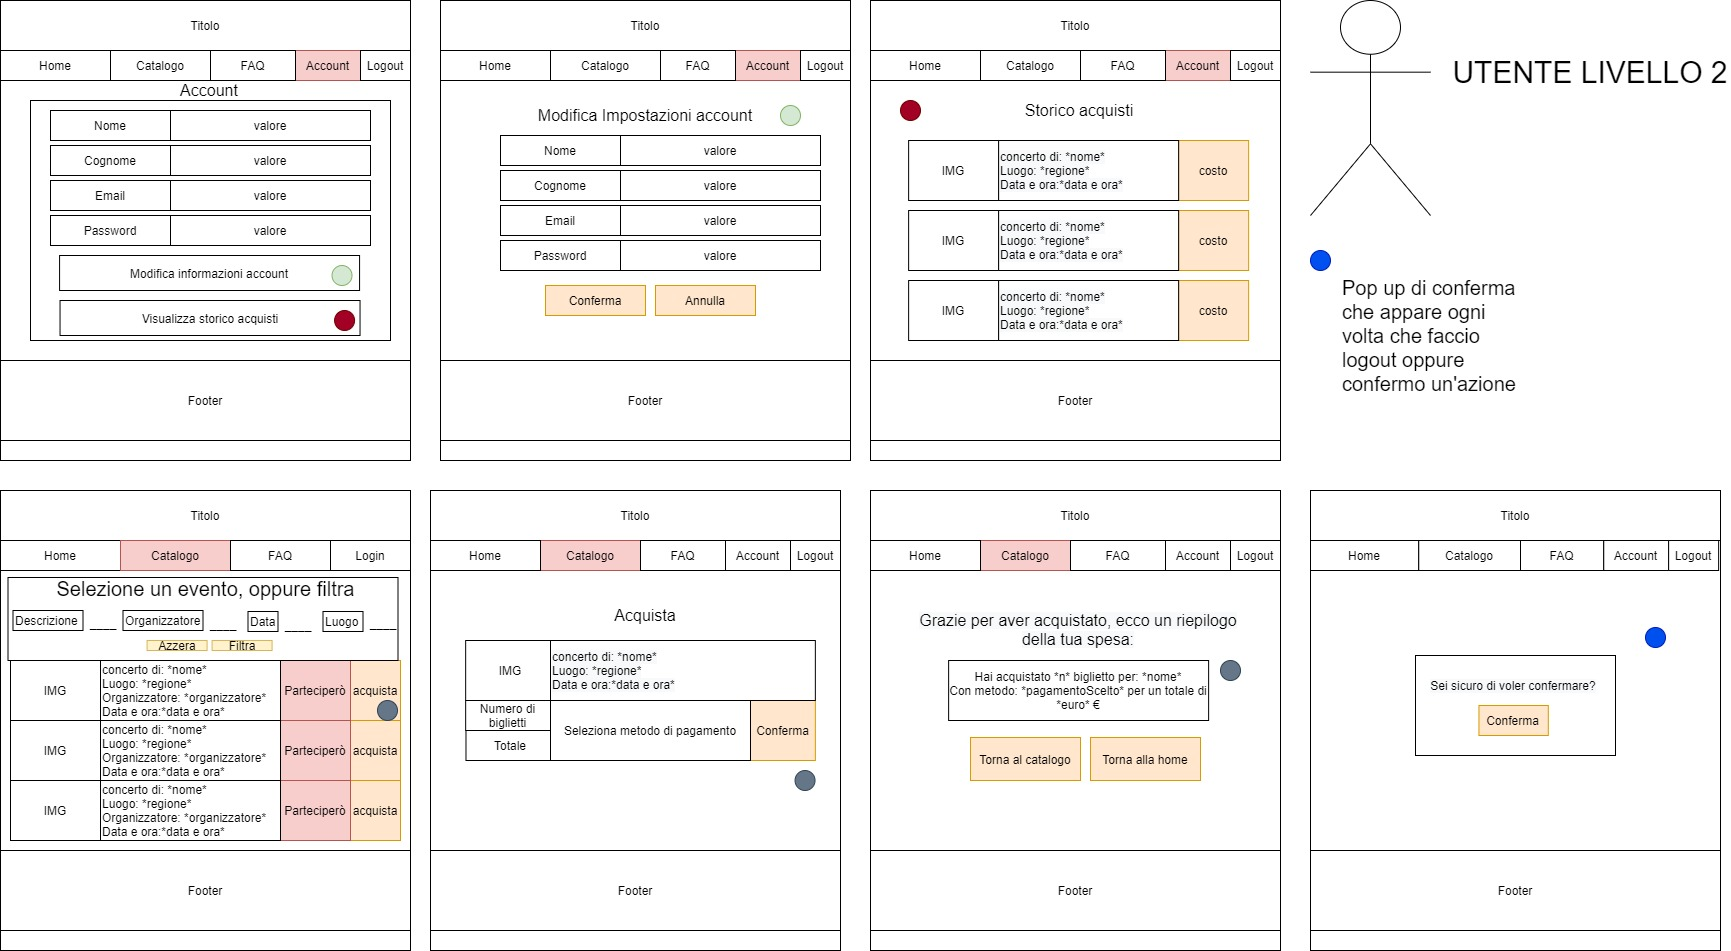 Titolo
Home Catalogo FAQ Account Logout
Account
Nome valore
Cognome valore
Email valore
Password valore
Modifica informazioni account
Visualizza storico acquisti
Footer
Titolo
Home Catalogo FAQ Account Logout
Modifica Impostazioni account
Nome valore
Cognome valore
Email valore
Password valore
Conferma Annulla
Footer
Titolo
Home Catalogo FAQ Account Logout
Storico acquisti
IMG
concerto di: *nome*
Luogo: *regione*
Data e ora:*data e ora*
costo
IMG
concerto di: *nome*
Luogo: *regione*
Data e ora:*data e ora*
costo
IMG
concerto di: *nome*
Luogo: *regione*
Data e ora:*data e ora*
costo
Footer
UTENTE LIVELLO 2
Pop up di conferma
che appare ogni
volta che faccio
logout oppure
confermo un'azione
Titolo
Home Catalogo FAQ Login
Selezione un evento, oppure filtra
Descrizione ____ Organizzatore ____ Data ____ Luogo ____
Azzera Filtra
IMG
concerto di: *nome*
Luogo: *regione*
Organizzatore: *organizzatore*
Data e ora:*data e ora*
Parteciperò acquista
IMG
concerto di: *nome*
Luogo: *regione*
Organizzatore: *organizzatore*
Data e ora:*data e ora*
Parteciperò acquista
IMG
concerto di: *nome*
Luogo: *regione*
Organizzatore: *organizzatore*
Data e ora:*data e ora*
Parteciperò acquista
Footer
Titolo
Home Catalogo FAQ Account Logout
Acquista
IMG
concerto di: *nome*
Luogo: *regione*
Data e ora:*data e ora*
Numero di
biglietti
Totale
Seleziona metodo di pagamento
Conferma
Footer
Titolo
Home Catalogo FAQ Account Logout
Grazie per aver acquistato, ecco un riepilogo
della tua spesa:
Hai acquistato *n* biglietto per: *nome*
Con metodo: *pagamentoScelto* per un totale di
*euro* €
Torna al catalogo Torna alla home
Footer
Titolo
Home Catalogo FAQ Account Logout
Sei sicuro di voler confermare?
Conferma
Footer